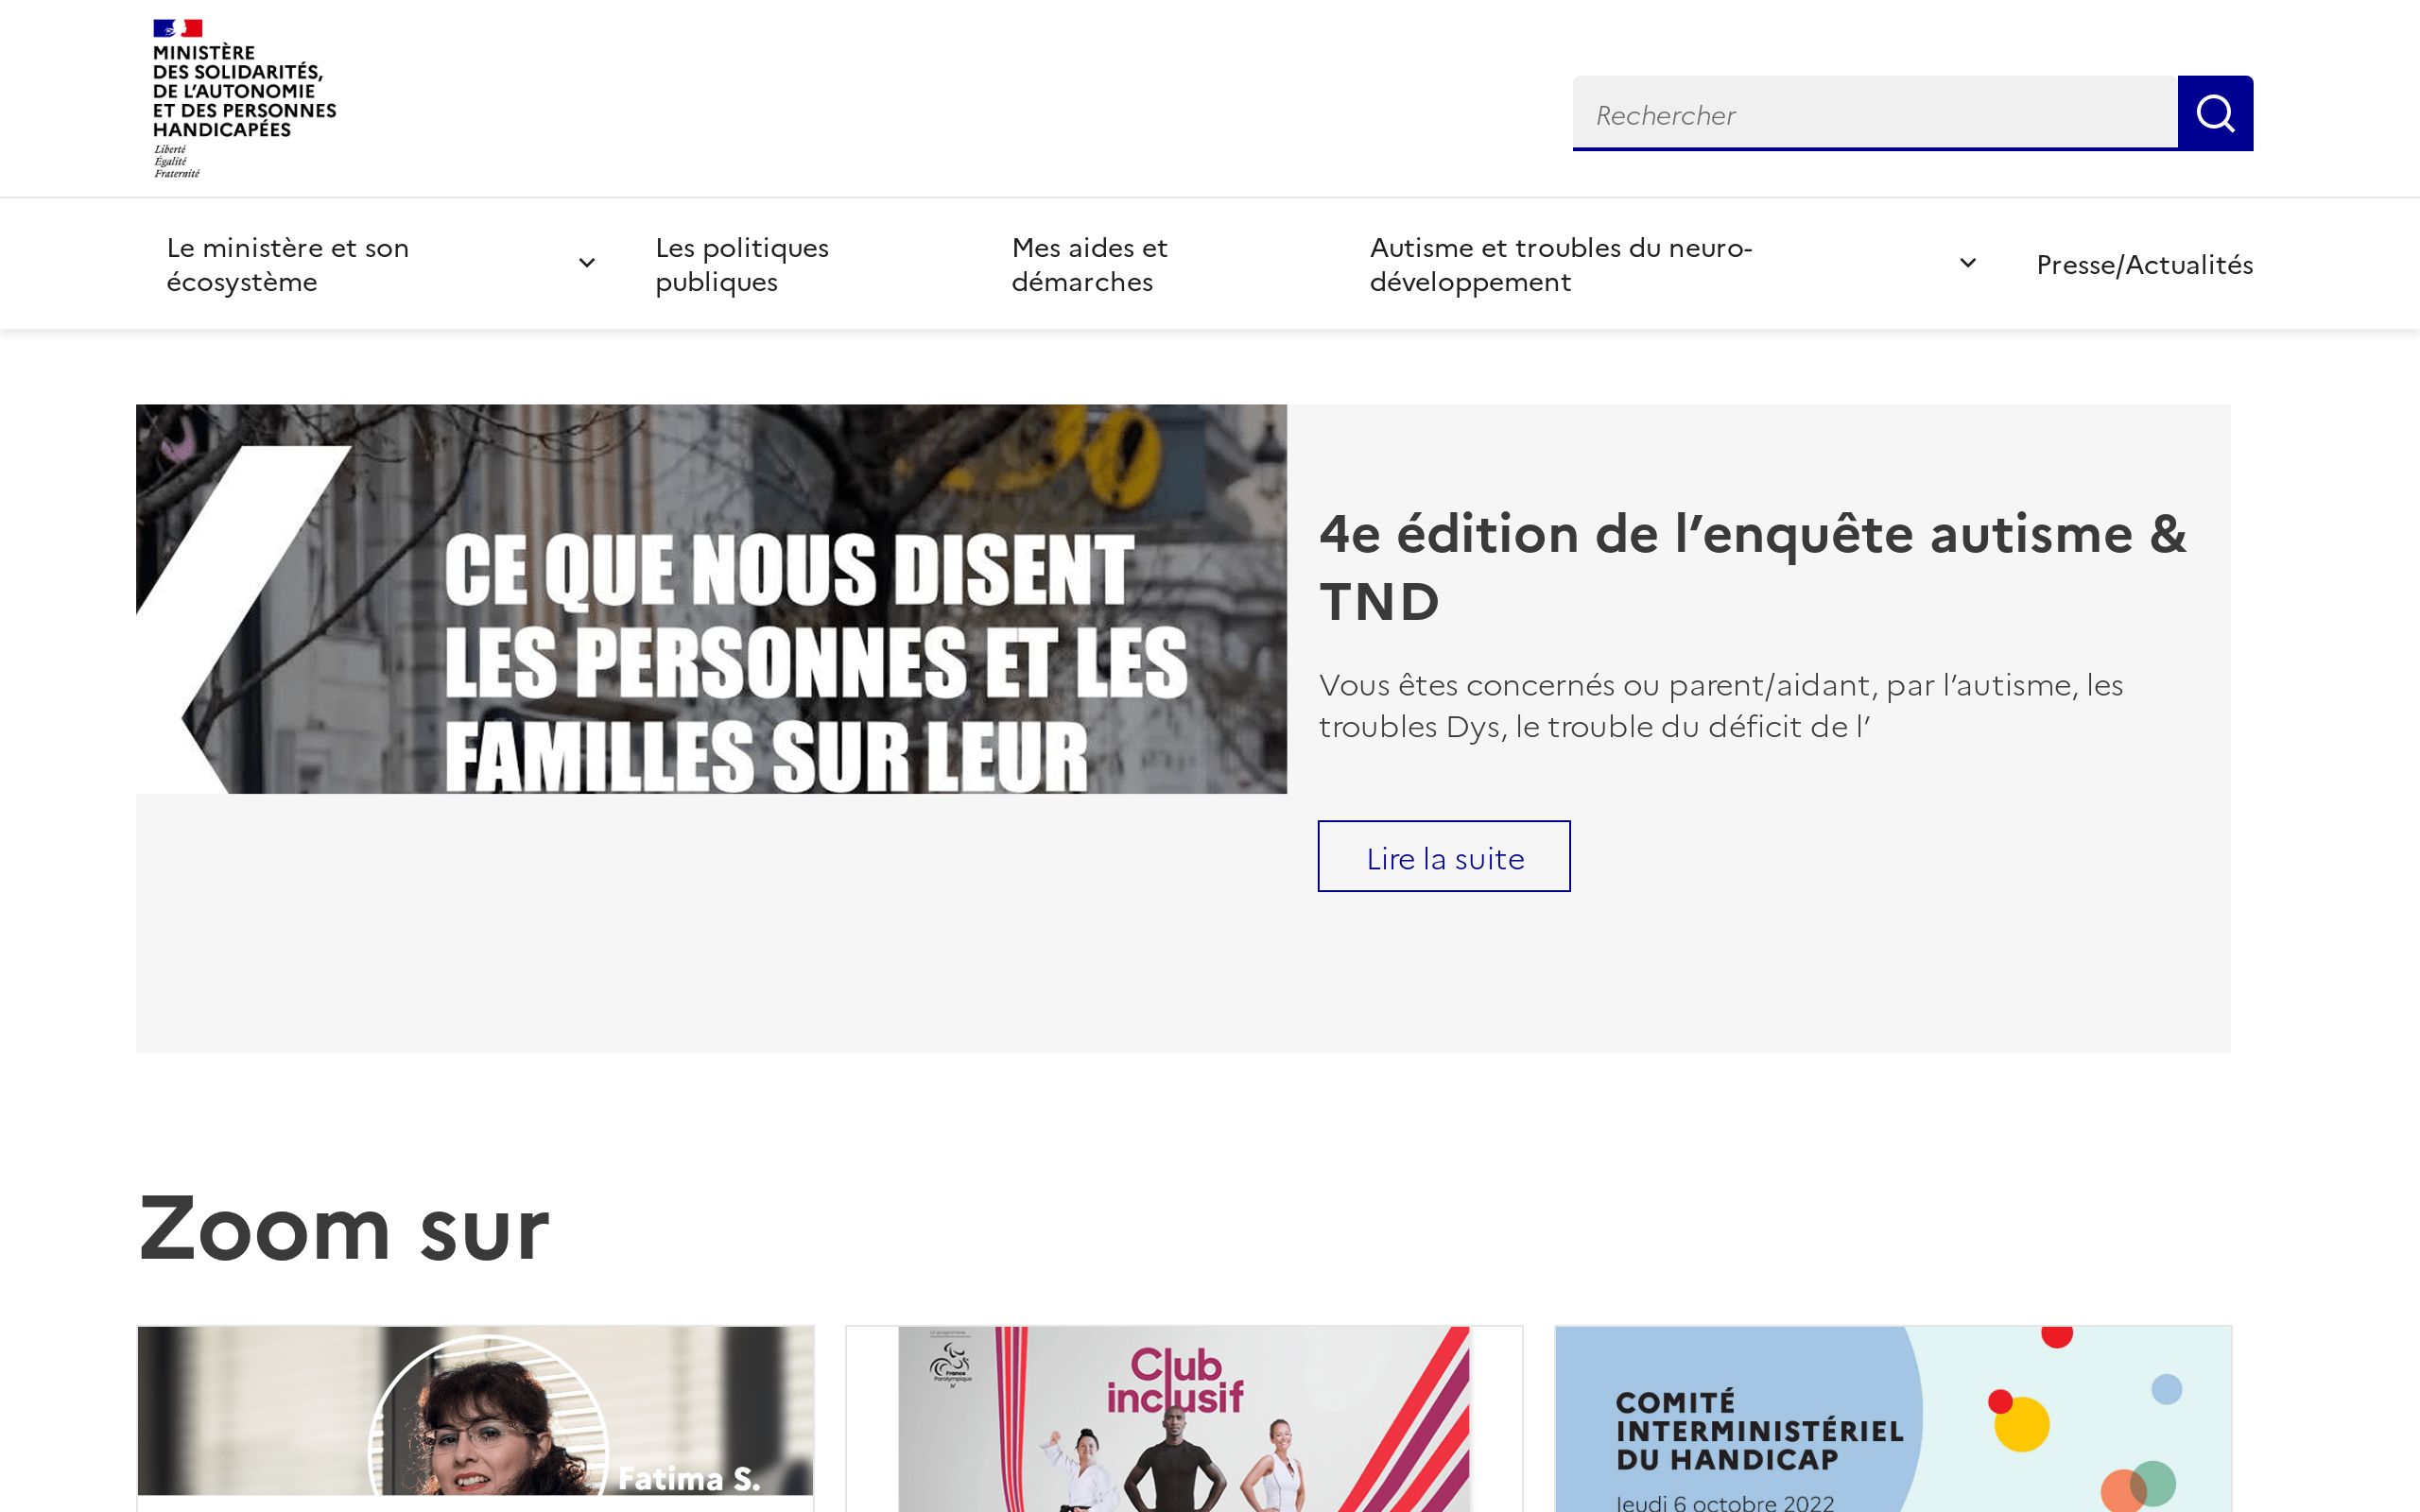 MINISTÈRE
DES SOLIDARITÉS,
DE L'AUTONOMIE
ET DES PERSONNES
HANDICAPÉES
Liberté
Égalité
Fraternité
Rechercher
Le ministère et son
écosystème
Les politiques
publiques
Mes aides et
démarches
Autisme et troubles du neuro-
développement
Presse/Actualités
CE QUE NOUS DISENT
LES PERSONNES ET LES
FAMILLES SUR LEUR
4e édition de l’enquête autisme &
TND
Vous êtes concernés ou parent/aidant, par l’autisme, les
troubles Dys, le trouble du déficit de l’
Lire la suite
Zoom sur
Fatima S.
France
Paralympique
Club
inclusif
COMITÉ
INTERMINISTÉRIEL
DU HANDICAP
Jeudi 6 octobre 2022